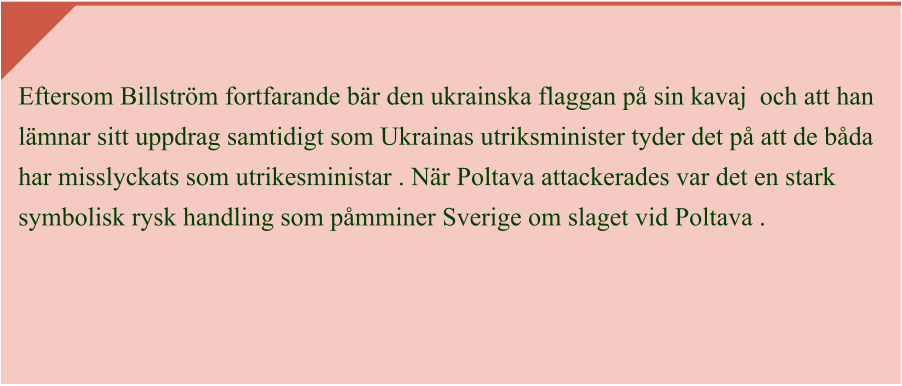 Eftersom Billström fortfarande bär den ukrainska flaggan på sin kavaj  och att han
lämnar sitt uppdrag samtidigt som Ukrainas utriksminister tyder det på att de båda
har misslyckats som utrikesministar . När Poltava attackerades var det en stark
symbolisk rysk handling som påmminer Sverige om slaget vid Poltava .